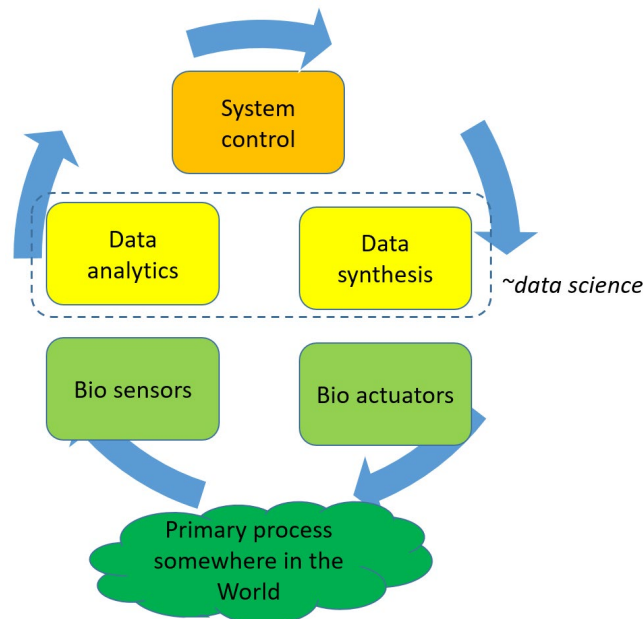 System
control
Data
analytics
Data
synthesis
~data science
Bio sensors
Bio actuators
Primary process
somewhere in the
World